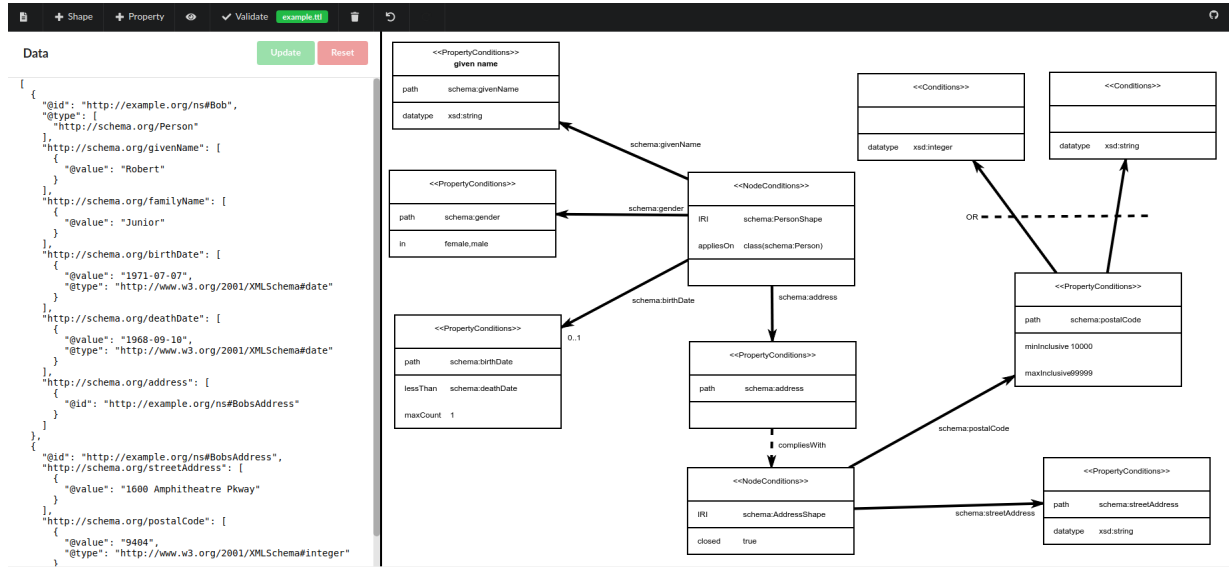 + Shape
+ Property
Validate
example.ttl
Data
Update
Reset
[
  {
    "@id": "http://example.org/ns#Bob",
    "@type": [
      "http://schema.org/Person"
    ],
    "http://schema.org/givenName": [
      {
        "@value": "Robert"
      }
    ],
    "http://schema.org/familyName": [
      {
        "@value": "Junior"
      }
    ],
    "http://schema.org/birthDate": [
      {
        "@value": "1971-07-07",
        "@type": "http://www.w3.org/2001/XMLSchema#date"
      }
    ],
    "http://schema.org/deathDate": [
      {
        "@value": "1968-09-10",
        "@type": "http://www.w3.org/2001/XMLSchema#date"
      }
    ],
    "http://schema.org/address": [
      {
        "@id": "http://example.org/ns#BobsAddress"
      }
    ]
  },
  {
    "@id": "http://example.org/ns#BobsAddress",
    "http://schema.org/streetAddress": [
      {
        "@value": "1600 Amphitheatre Pkway"
      }
    ],
    "http://schema.org/postalCode": [
      {
        "@value": "9404",
        "@type": "http://www.w3.org/2001/XMLSchema#integer"
      }
<<PropertyConditions>>
given name
path schema:givenName
datatype xsd:string
schema:givenName
<<PropertyConditions>>
path schema:gender
in female,male
schema:gender
<<NodeConditions>>
IRI schema:PersonShape
appliesOn class(schema:Person)
schema:birthDate
0..1
<<PropertyConditions>>
path schema:birthDate
lessThan schema:deathDate
maxCount 1
schema:address
<<PropertyConditions>>
path schema:address
compliesWith
<<NodeConditions>>
IRI schema:AddressShape
closed true
<<Conditions>>
datatype xsd:integer
<<Conditions>>
datatype xsd:string
OR
<<PropertyConditions>>
path schema:postalCode
minInclusive 10000
maxInclusive99999
schema:postalCode
schema:streetAddress
<<PropertyConditions>>
path schema:streetAddress
datatype xsd:string